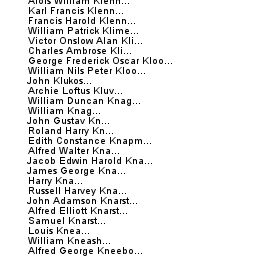 Alois William Klenn...
Karl Francis Klenn...
Francis Harold Klenn...
William Patrick Klime...
Victor Onslow Alan Kli...
Charles Ambrose Kli...
George Frederick Oscar Kloo...
William Nils Peter Kloo...
John Klukos...
Archie Loftus Kluv...
William Duncan Knag...
William Knag...
John Gustav Kn...
Roland Harry Kn...
Edith Constance Knapm...
Alfred Walter Kna...
Jacob Edwin Harold Kna...
James George Kna...
Harry Kna...
Russell Harvey Kna...
John Adamson Knarst...
Alfred Elliott Knarst...
Samuel Knarst...
Louis Knea...
William Kneash...
Alfred George Kneebo...